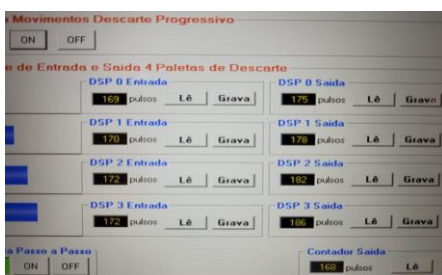 Movimentos Descarte Progressivo
ON OFF
de Entrada e Saida 4 Paletas de Descarte
DSP 0 Entrada DSP 0 Saida
169 pulsos Lê Grava 175 pulsos Lê Grava
DSP 1 Entrada DSP 1 Saida
170 pulsos Lê Grava 178 pulsos Lê Grava
DSP 2 Entrada DSP 2 Saida
172 pulsos Lê Grava 182 pulsos Lê Grava
DSP 3 Entrada DSP 3 Saida
172 pulsos Lê Grava 186 pulsos Lê Grava
Passo a Passo Contador Saida
ON OFF 168 pulsos Lê